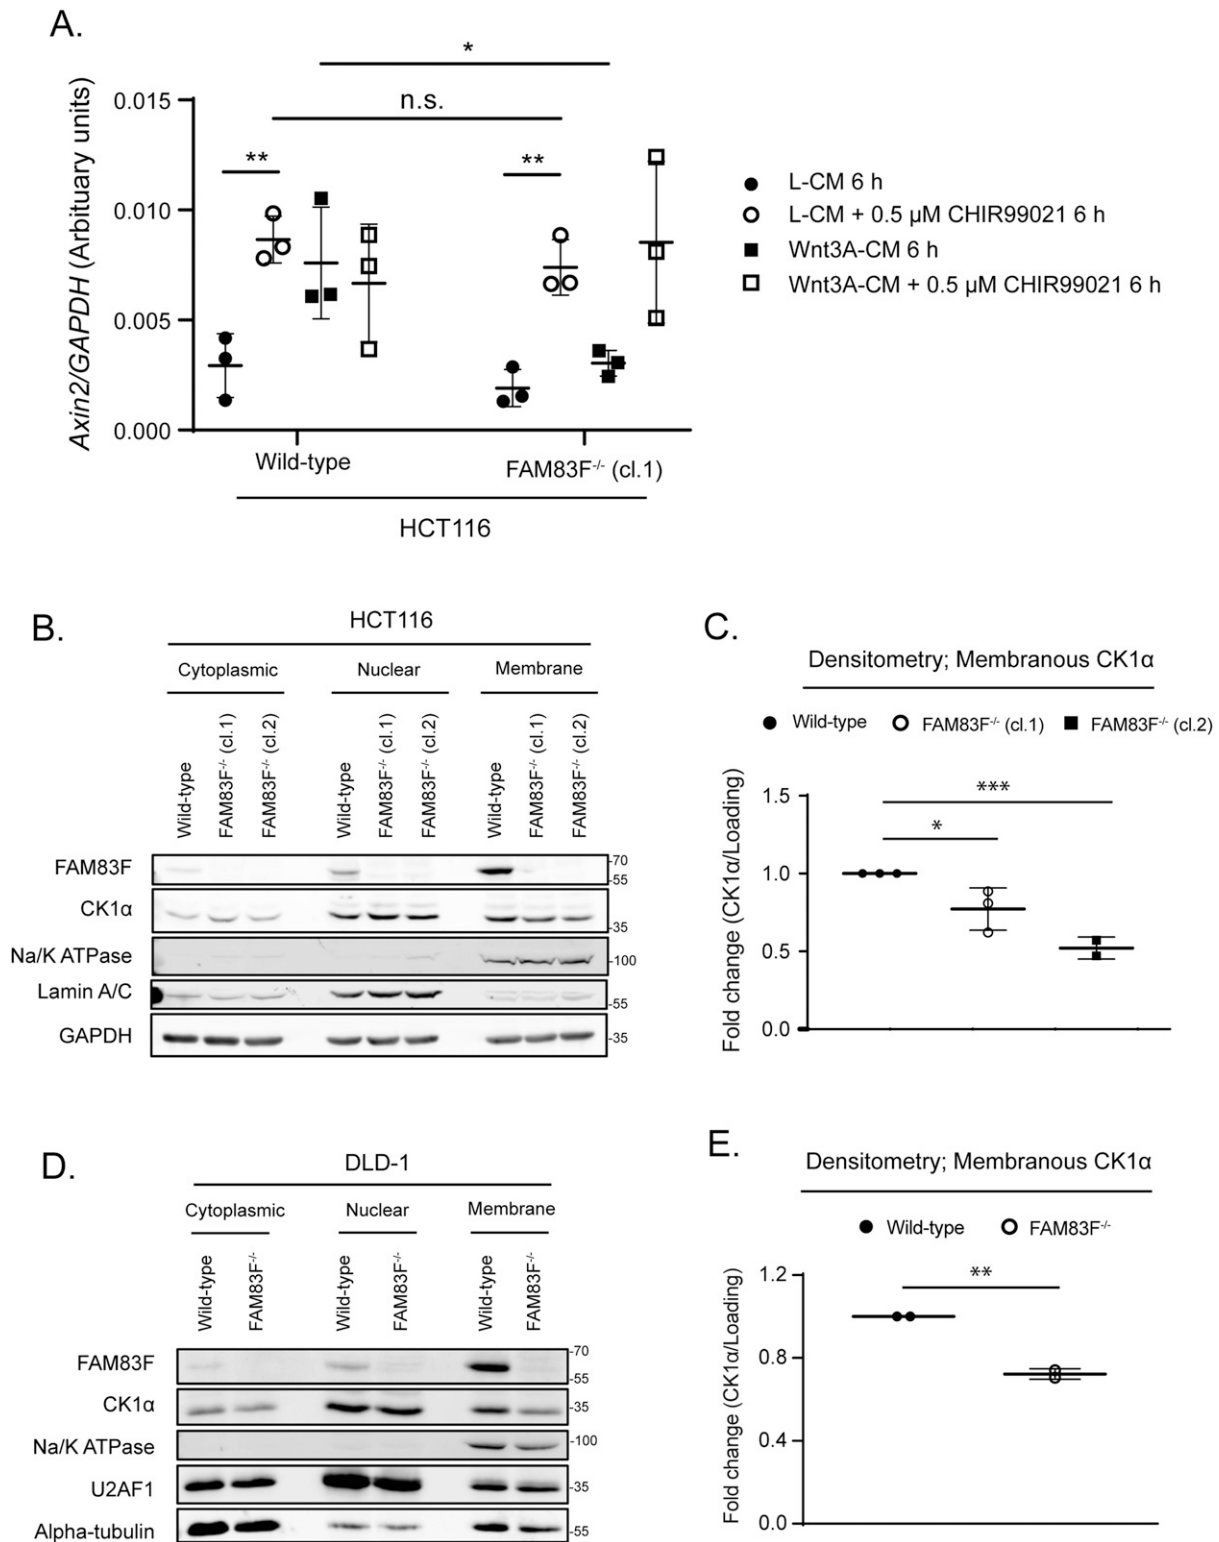 A.
*
n.s.
**
**
Axin2/GAPDH (Arbituary units)
0.015
0.010
0.005
0.000
L-CM 6 h
L-CM + 0.5 µM CHIR99021 6 h
Wnt3A-CM 6 h
Wnt3A-CM + 0.5 µM CHIR99021 6 h
Wild-type
FAM83F-/- (cl.1)
HCT116
B.
HCT116
Cytoplasmic
Nuclear
Membrane
Wild-type
FAM83F-/- (cl.1)
FAM83F-/- (cl.2)
Wild-type
FAM83F-/- (cl.1)
FAM83F-/- (cl.2)
Wild-type
FAM83F-/- (cl.1)
FAM83F-/- (cl.2)
FAM83F
-70
-55
CK1α
-35
Na/K ATPase
-100
Lamin A/C
-55
GAPDH
-35
C.
Densitometry; Membranous CK1α
Wild-type
FAM83F-/- (cl.1)
FAM83F-/- (cl.2)
Fold change (CK1α/Loading)
1.5
1.0
0.5
0.0
***
*
D.
DLD-1
Cytoplasmic
Nuclear
Membrane
Wild-type
FAM83F-/-
Wild-type
FAM83F-/-
Wild-type
FAM83F-/-
FAM83F
-70
-55
CK1α
-35
Na/K ATPase
-100
U2AF1
-35
Alpha-tubulin
-55
E.
Densitometry; Membranous CK1α
Wild-type
FAM83F-/-
Fold change (CK1α/Loading)
1.2
0.8
0.4
0.0
**